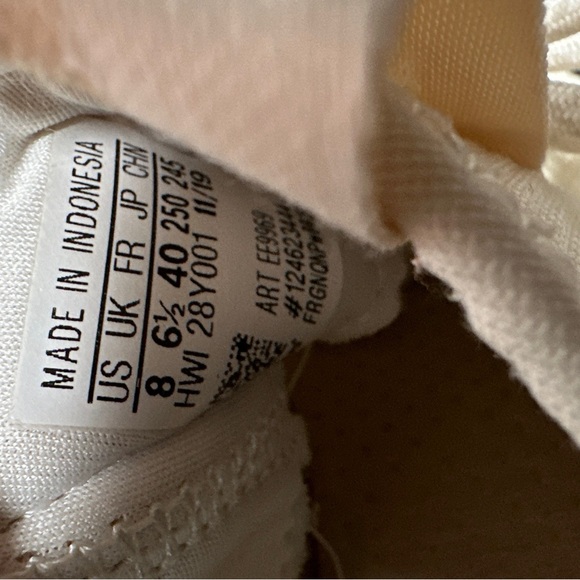 MADE IN INDONESIA
US UK FR JP CHN
8 6½ 40 250 245
HWI 28Y001 11/19
ART EE9969